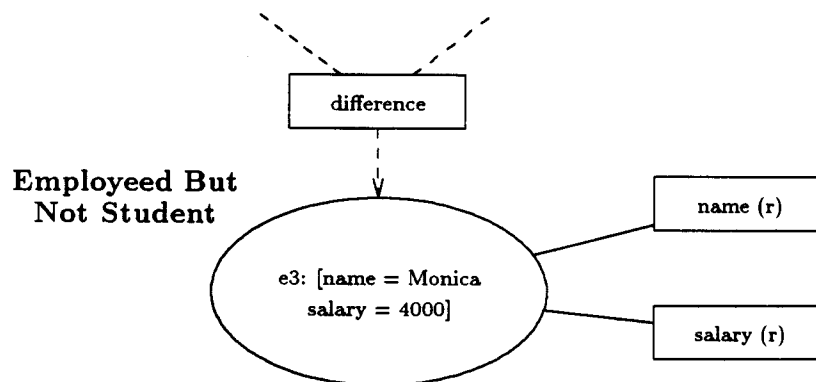 difference
Employeed But
Not Student
name (r)
e3: [name = Monica
salary = 4000]
salary (r)